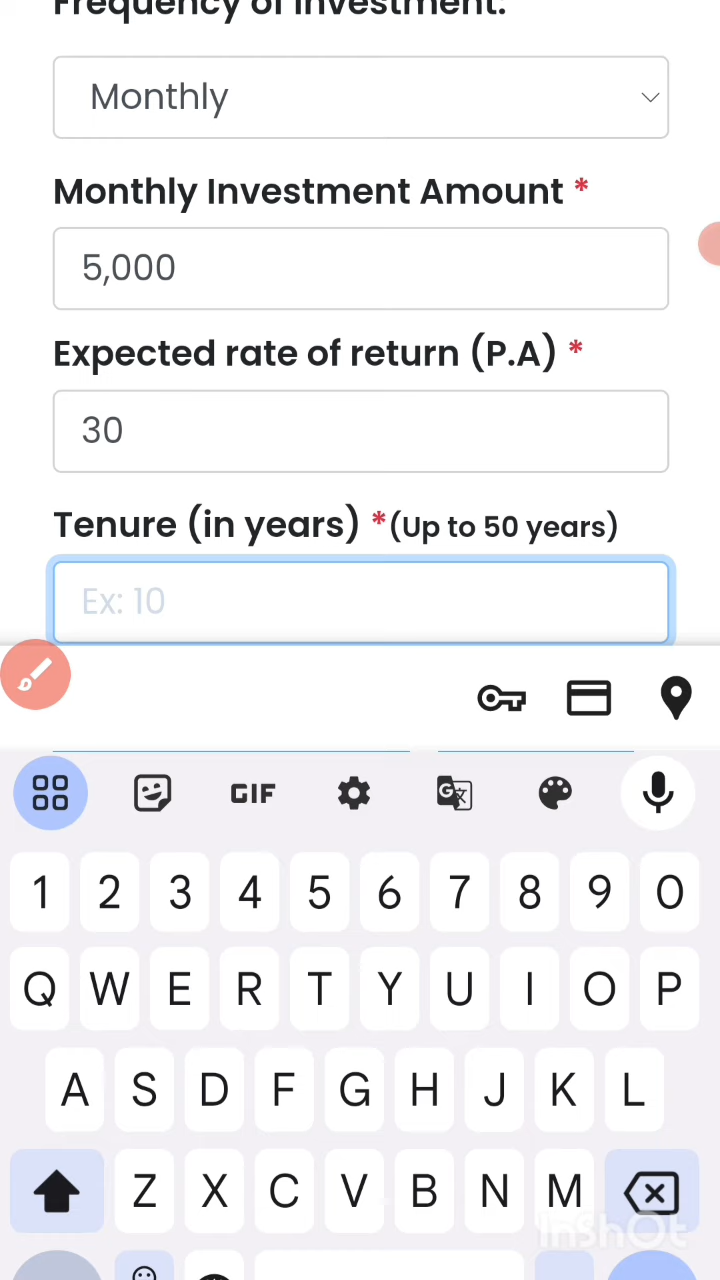 Frequency of Investment:
Monthly
Monthly Investment Amount *
5,000
Expected rate of return (P.A) *
30
Tenure (in years) *(Up to 50 years)
Ex: 10
GIF
G
1 2 3 4 5 6 7 8 9 0
Q W E R T Y U I O P
A S D F G H J K L
Z X C V B N M
InShOt